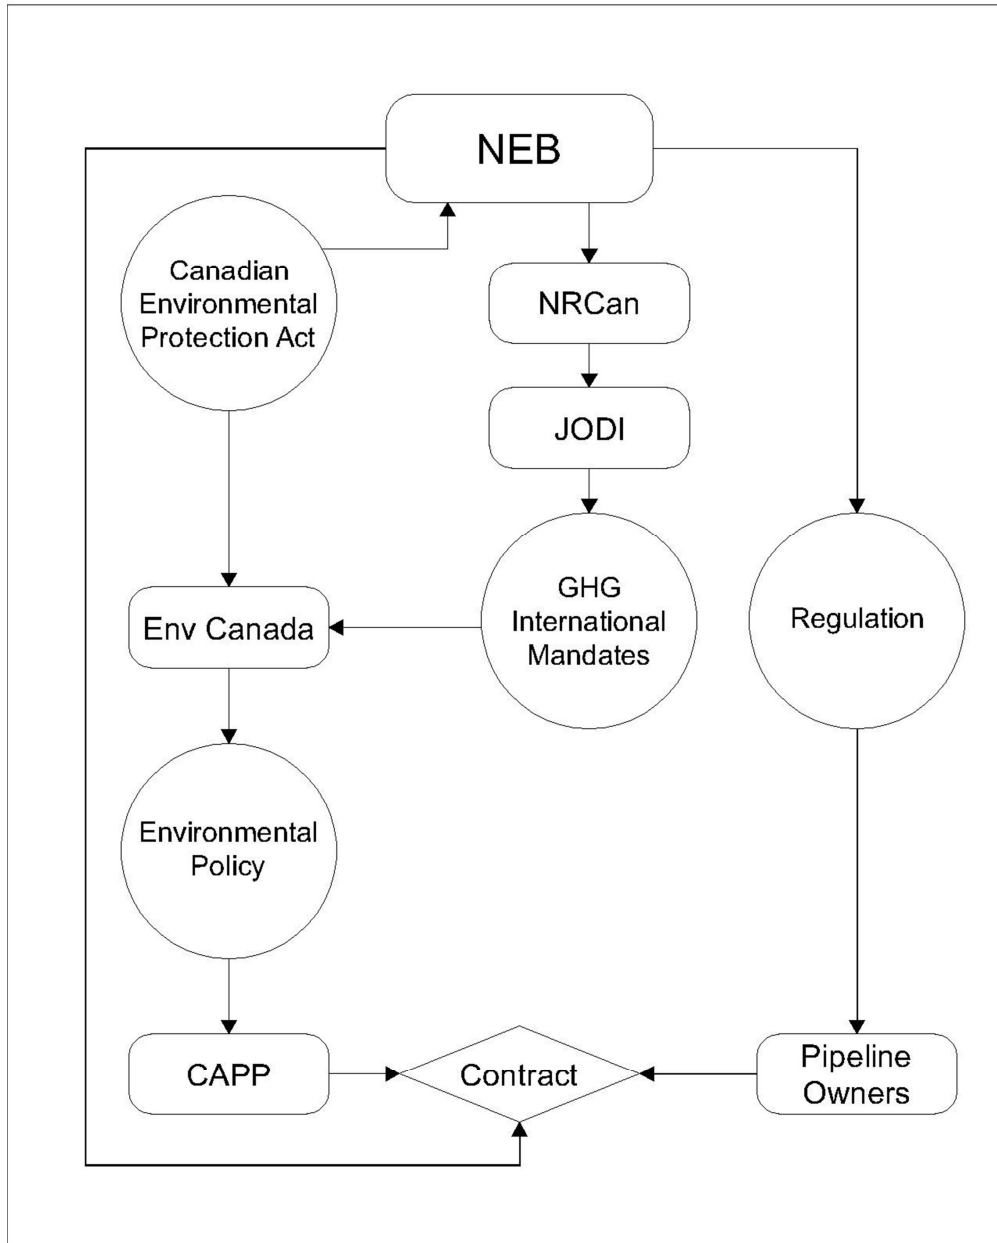 NEB
Canadian
Environmental
Protection Act
NRCan
JODI
GHG
International
Mandates
Regulation
Env Canada
Environmental
Policy
CAPP
Contract
Pipeline
Owners